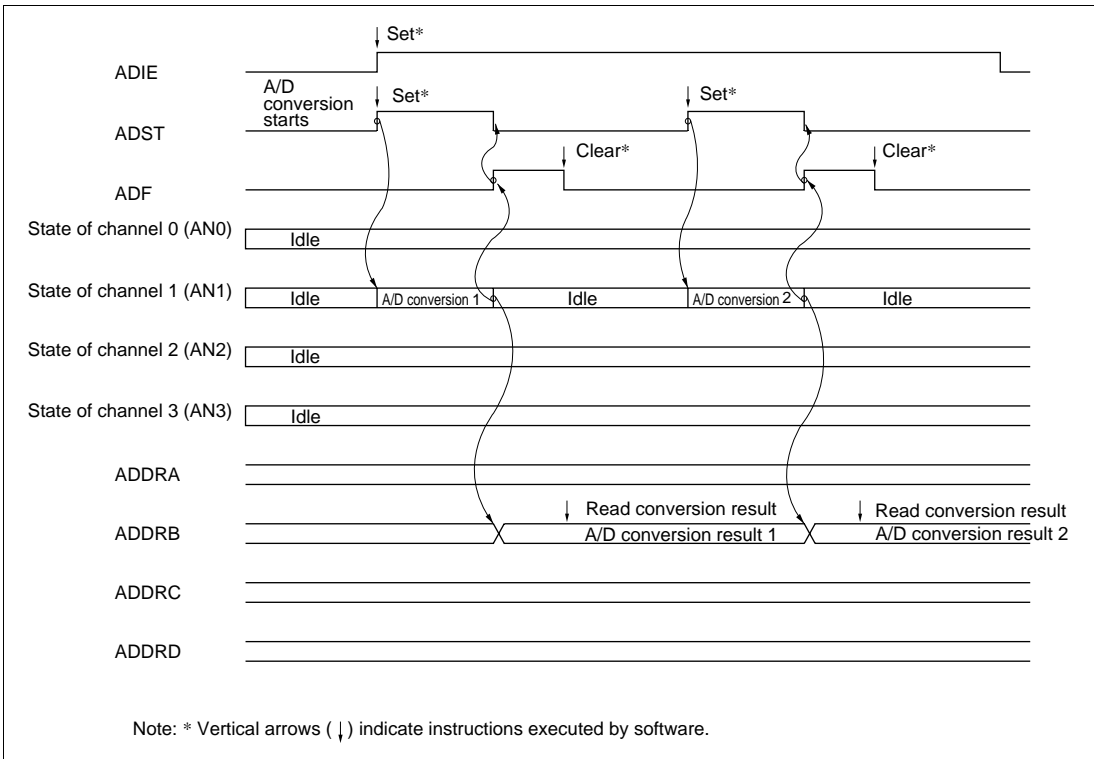 Set*
ADIE
A/D
conversion
starts
Set*
Set*
ADST
Clear*
Clear*
ADF
State of channel 0 (AN0)
Idle
State of channel 1 (AN1)
Idle
A/D conversion 1
Idle
A/D conversion 2
Idle
State of channel 2 (AN2)
Idle
State of channel 3 (AN3)
Idle
ADDRA
Read conversion result
Read conversion result
ADDRB
A/D conversion result 1
A/D conversion result 2
ADDRC
ADDRD
Note: * Vertical arrows (↓) indicate instructions executed by software.